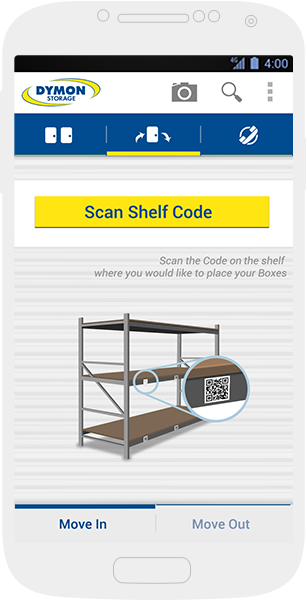 4G 4:00
DYMON
STORAGE
Scan Shelf Code
Scan the Code on the shelf
where you would like to place your Boxes
Move In
Move Out